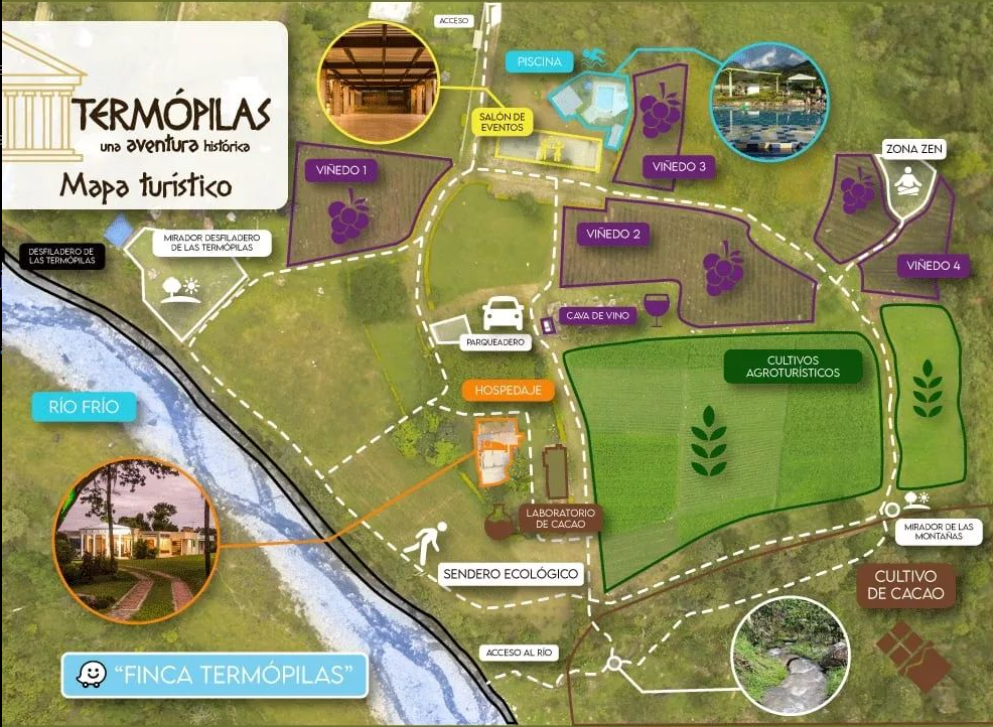 TERMÓPILAS
una aventura histórica
Mapa turístico
ACCESO
PISCINA
SALÓN DE
EVENTOS
VIÑEDO 1
VIÑEDO 3
ZONA ZEN
MIRADOR DESFILADERO
DE LAS TERMÓPILAS
DESFILADERO DE
LAS TERMÓPILAS
VIÑEDO 2
VIÑEDO 4
CAVA DE VINO
PARQUEADERO
CULTIVOS
AGROTURÍSTICOS
HOSPEDAJE
RÍO FRÍO
LABORATORIO
DE CACAO
MIRADOR DE LAS
MONTAÑAS
SENDERO ECOLÓGICO
CULTIVO
DE CACAO
ACCESO AL RÍO
"FINCA TERMÓPILAS"